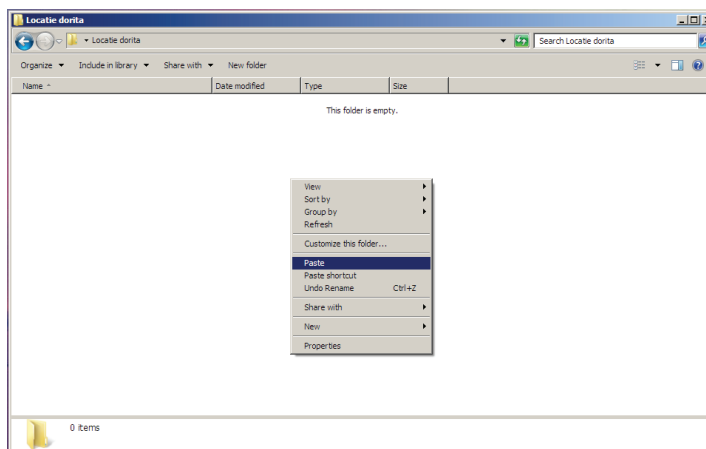 Locatie dorita
Locatie dorita
Search Locatie dorita
Organize Include in library Share with New folder
Name Date modified Type Size
This folder is empty.
View
Sort by
Group by
Refresh
Customize this folder...
Paste
Paste shortcut
Undo Rename Ctrl+Z
Share with
New
Properties
0 items